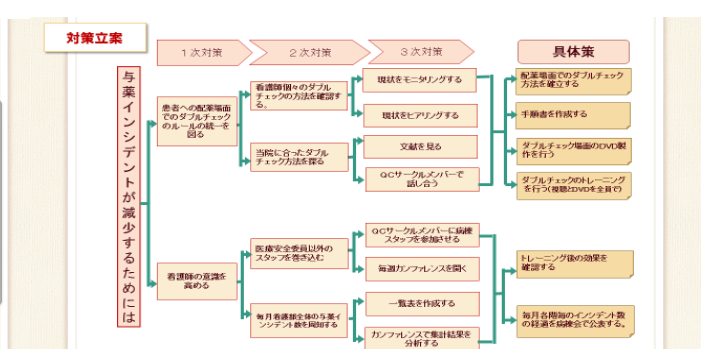 対策立案
1次対策
2次対策
3次対策
具体策
与薬インシデントが減少するためには
患者への配薬場面
でのダブルチェック
のルールの統一を
図る
看護師個々のダブル
チェックの方法を確認す
る。
当院に合ったダブル
チェック方法を探る
現状をモニタリングする
現状をヒアリングする
文献を見る
QCサークルメンバーで
話し合う
配薬場面でのダブルチェック
方法を確立する
手順書を作成する
ダブルチェック場面のDVD製
作を行う
ダブルチェックのトレーニング
を行う(視聴とDVDを全員で)
看護師の意識を
高める
医療安全委員以外の
スタッフを巻き込む
毎月看護部全体の与薬イ
ンシデント数を周知する
QCサークルメンバーに病棟
スタッフを参加させる
毎週カンファレンスを開く
一覧表を作成する
カンファレンスで集計結果を
分析する
トレーニング後の効果を
確認する
毎月各階毎のインシデント数
の経過を病棟会で公表する。